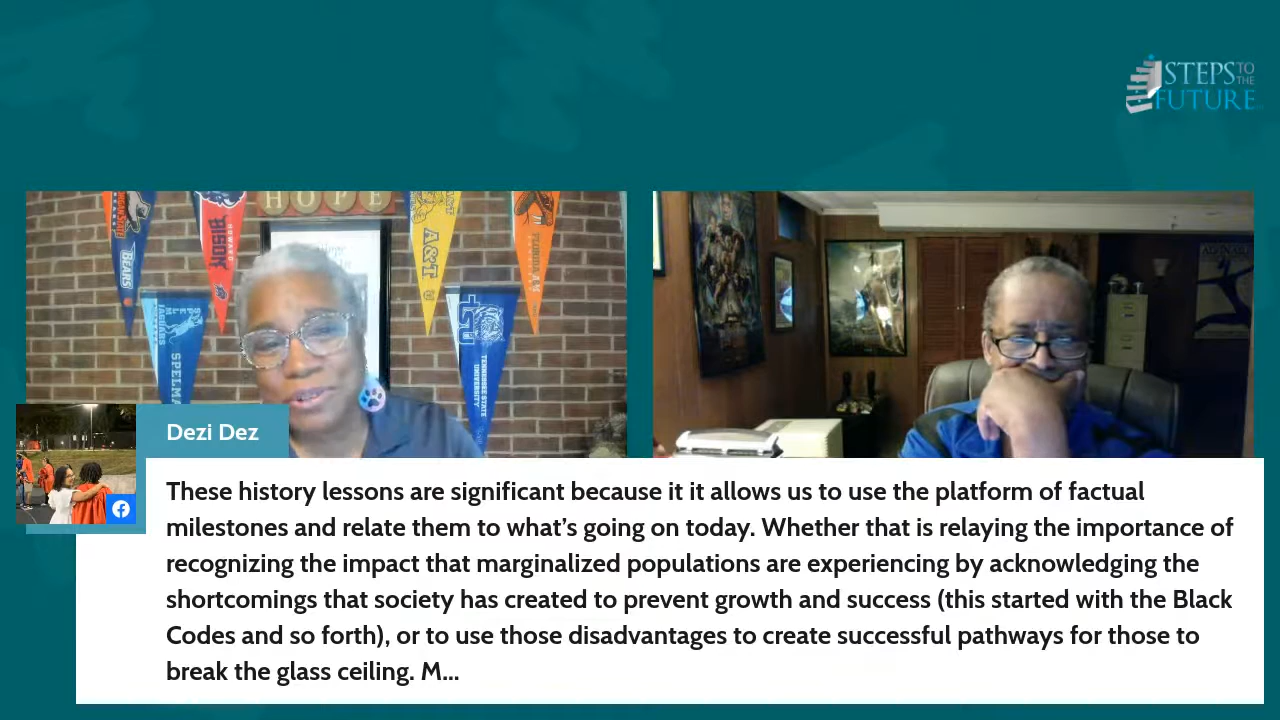 STEPS TO THE
FUTURE
HOPE
BEARS
BISON
HOWARD
A&T
FLORIDA A&M
SPELMA
TENNESSEE STATE
UNIVERSITY
Dezi Dez
These history lessons are significant because it it allows us to use the platform of factual
milestones and relate them to what’s going on today. Whether that is relaying the importance of
recognizing the impact that marginalized populations are experiencing by acknowledging the
shortcomings that society has created to prevent growth and success (this started with the Black
Codes and so forth), or to use those disadvantages to create successful pathways for those to
break the glass ceiling. M...